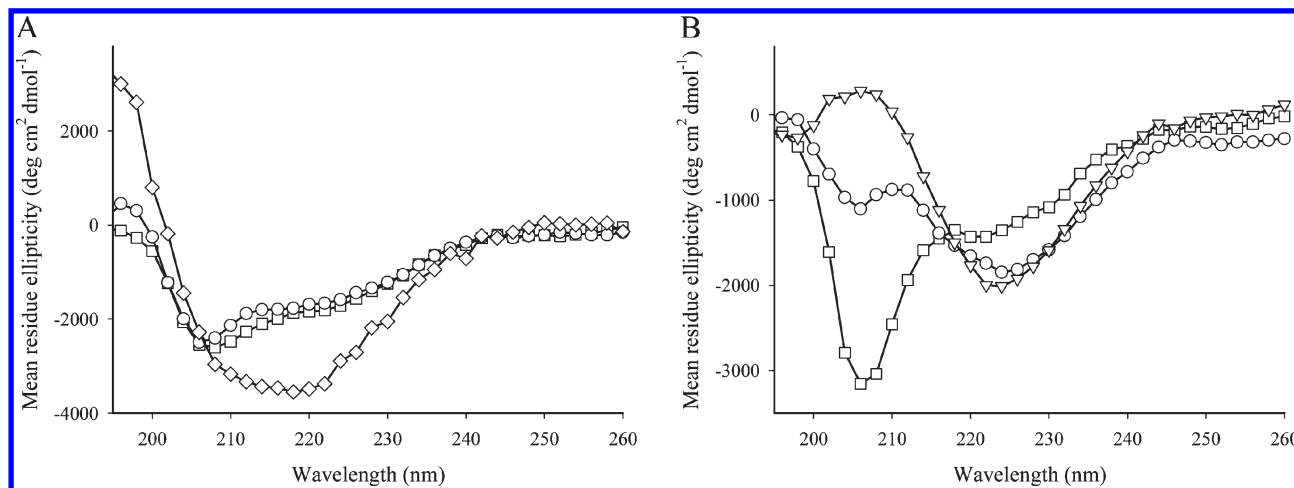 A
B
Mean residue ellipticity (deg cm² dmol⁻¹)
2000
0
-2000
-4000
200 210 220 230 240 250 260
Wavelength (nm)
Mean residue ellipticity (deg cm² dmol⁻¹)
0
-1000
-2000
-3000
200 210 220 230 240 250 260
Wavelength (nm)